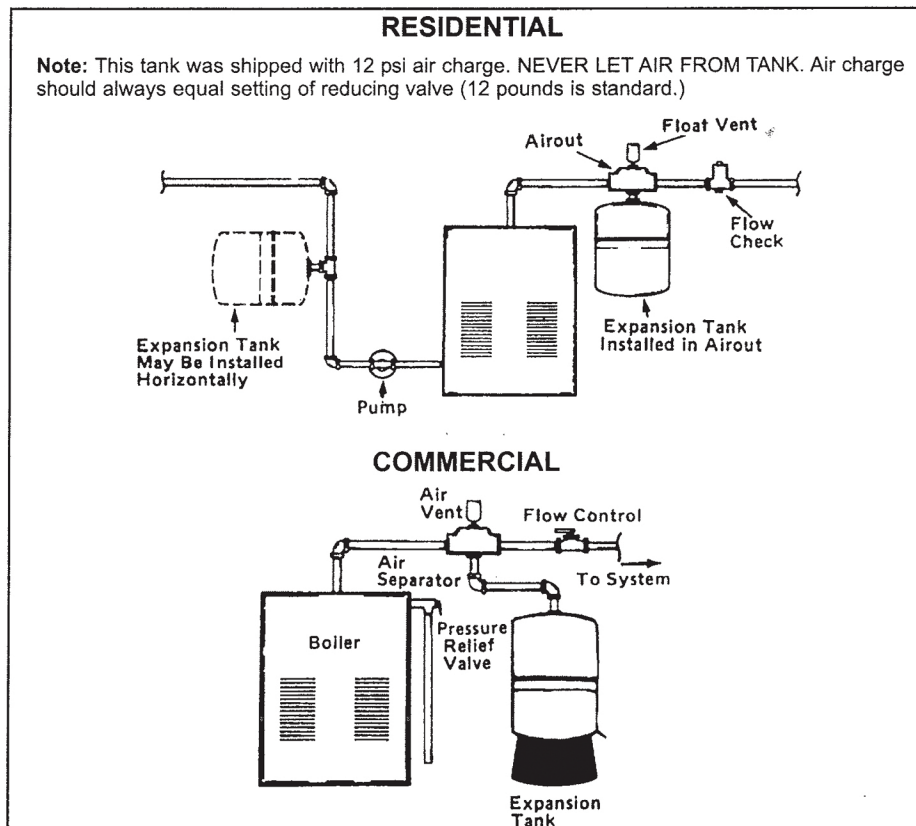 RESIDENTIAL
Note: This tank was shipped with 12 psi air charge. NEVER LET AIR FROM TANK. Air charge
should always equal setting of reducing valve (12 pounds is standard.)
Float Vent
Airout
Flow
Check
Expansion Tank
Installed in Airout
Expansion Tank
May Be Installed
Horizontally
Pump
COMMERCIAL
Air
Vent
Flow Control
Air
Separator
To System
Boiler
Pressure
Relief
Valve
Expansion
Tank